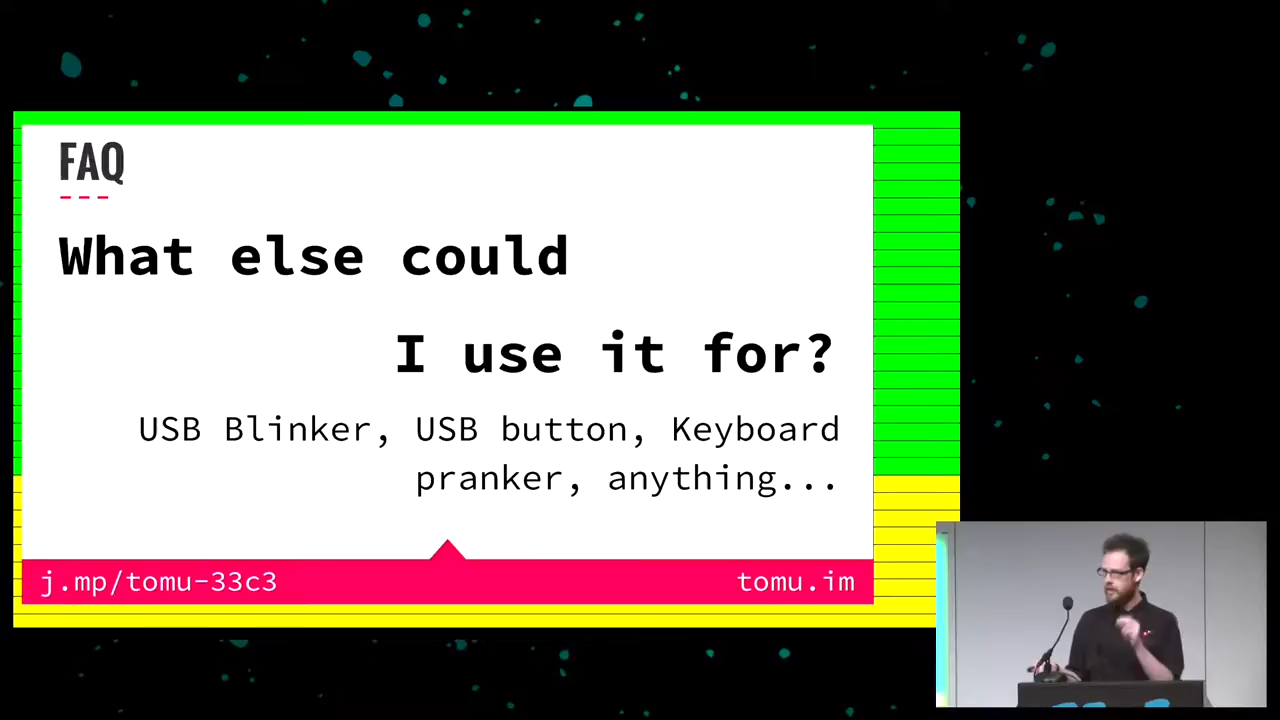 FAQ
What else could
I use it for?
USB Blinker, USB button, Keyboard
pranker, anything...
j.mp/tomu-33c3
tomu.im